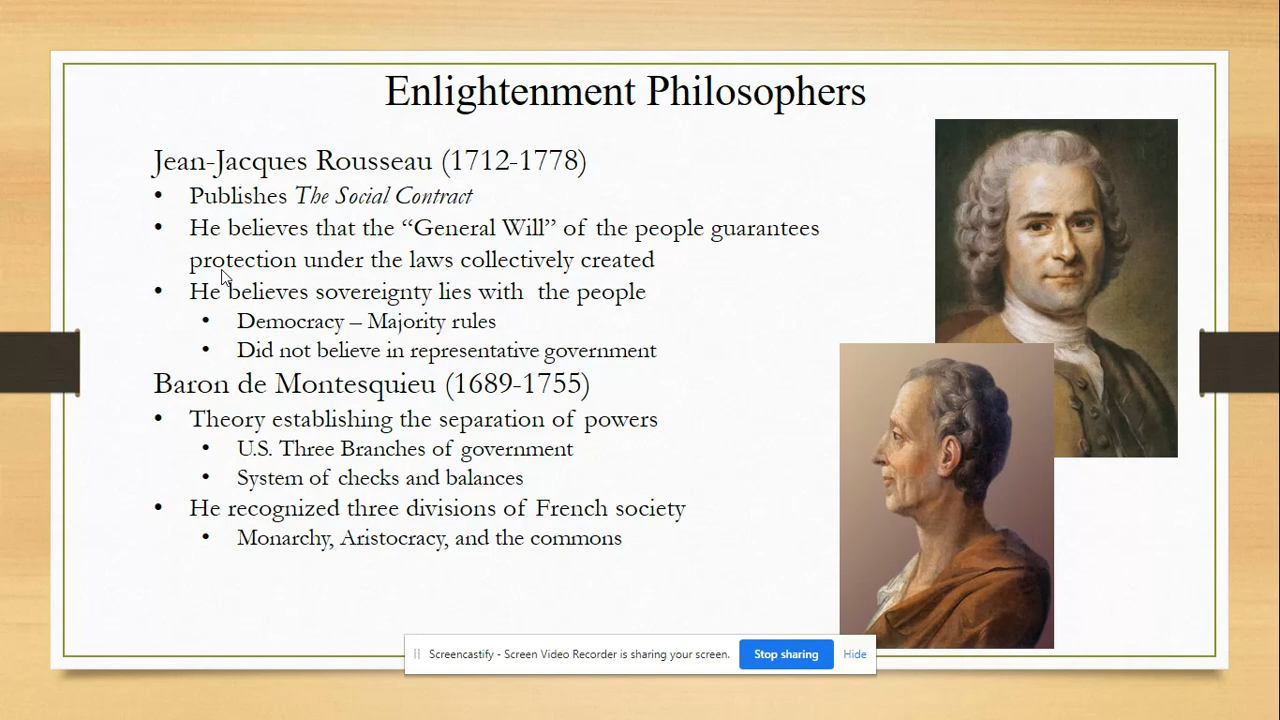 Enlightenment Philosophers
Jean-Jacques Rousseau (1712-1778)
• Publishes The Social Contract
• He believes that the “General Will” of the people guarantees
protection under the laws collectively created
• He believes sovereignty lies with the people
• Democracy – Majority rules
• Did not believe in representative government
Baron de Montesquieu (1689-1755)
• Theory establishing the separation of powers
• U.S. Three Branches of government
• System of checks and balances
• He recognized three divisions of French society
• Monarchy, Aristocracy, and the commons
Screencastify - Screen Video Recorder is sharing your screen. Stop sharing Hide